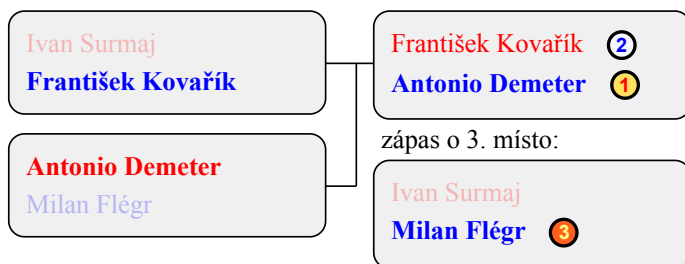 Ivan Surmaj
František Kovařík
Antonio Demeter
Milan Flégr
František Kovařík 2
Antonio Demeter 1
zápas o 3. místo:
Ivan Surmaj
Milan Flégr 3